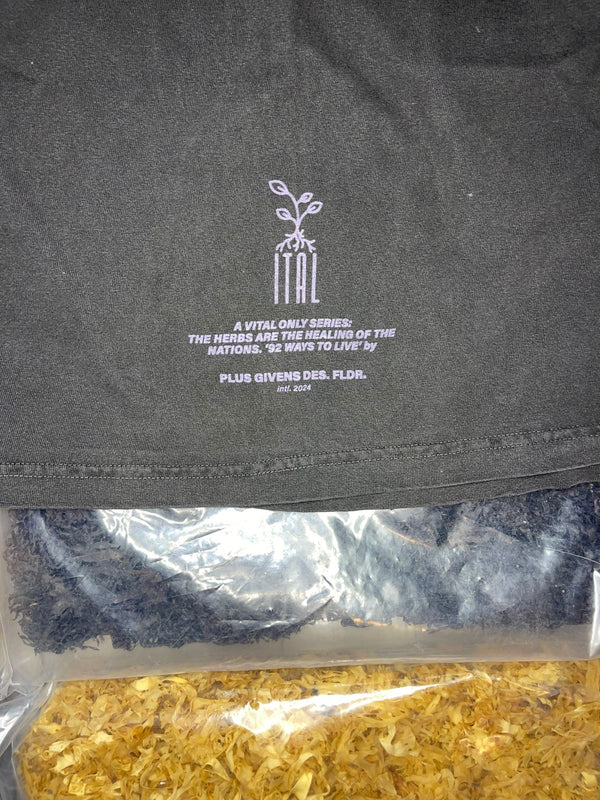 ITAL
A VITAL ONLY SERIES:
THE HERBS ARE THE HEALING OF THE
NATIONS. '92 WAYS TO LIVE' by
PLUS GIVENS DES. FLDR.
intl. 2024